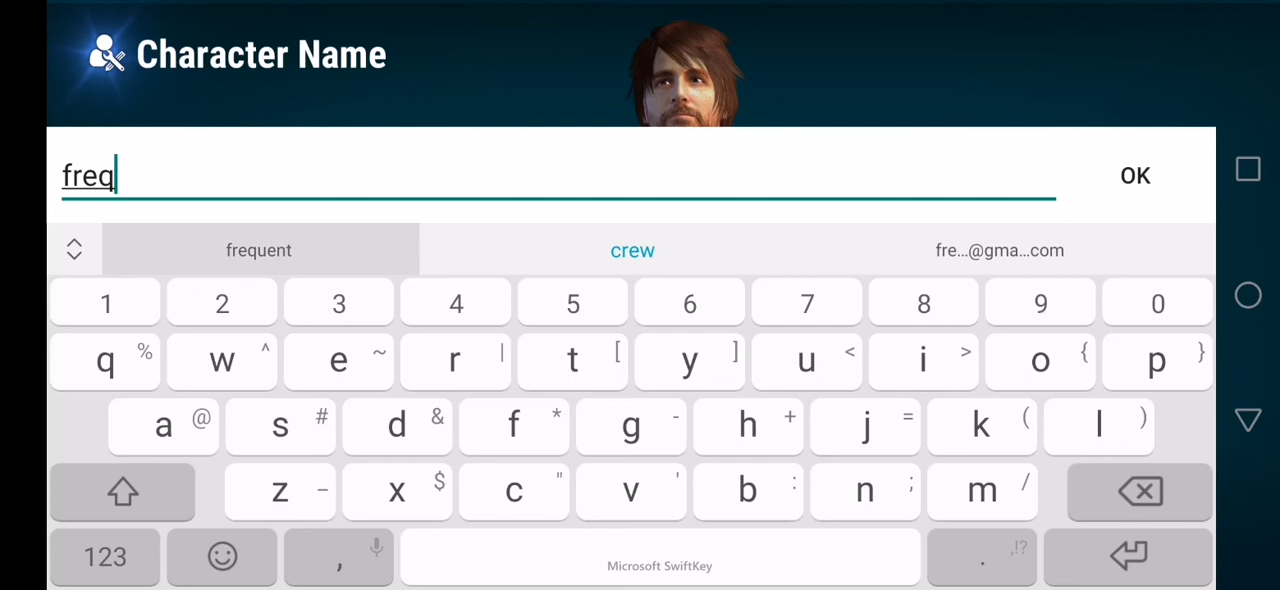 Character Name
freq
OK
frequent crew fre...@gma...com
1 2 3 4 5 6 7 8 9 0
q % w ^ e ~ r | t [ y ] u < i > o { p }
a @ s # d & f * g - h + j = k ( l )
z _ x $ c " v ' b : n ; m /
123 , Microsoft SwiftKey . ,!?